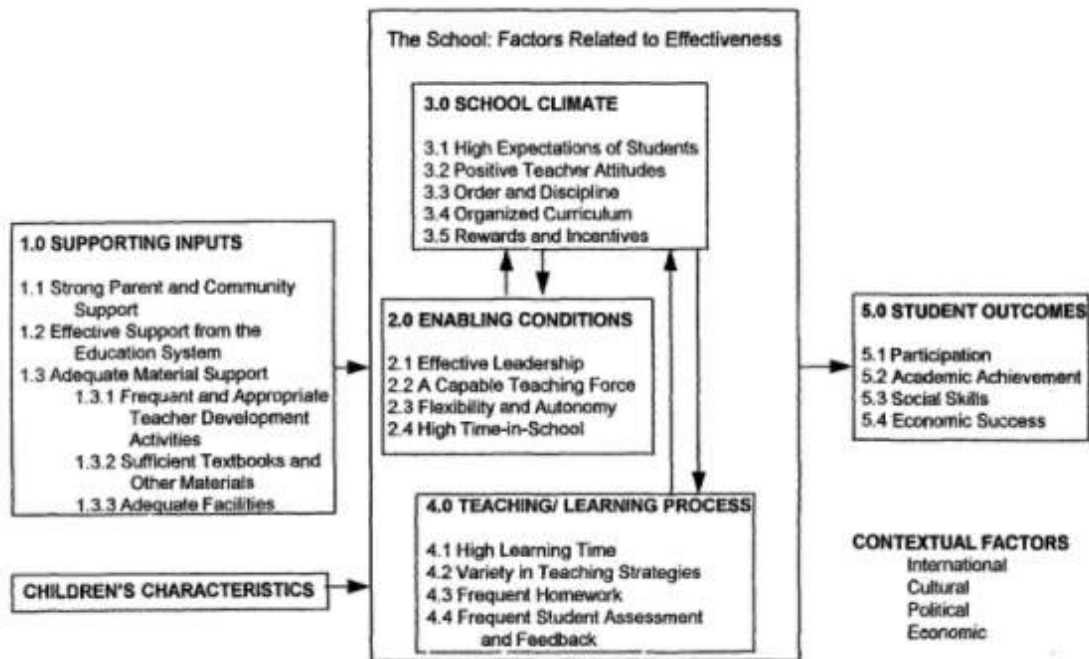 The School: Factors Related to Effectiveness
3.0 SCHOOL CLIMATE
3.1 High Expectations of Students
3.2 Positive Teacher Attitudes
3.3 Order and Discipline
3.4 Organized Curriculum
3.5 Rewards and Incentives
1.0 SUPPORTING INPUTS
1.1 Strong Parent and Community
Support
1.2 Effective Support from the
Education System
1.3 Adequate Material Support
1.3.1 Frequant and Appropriate
Teacher Development
Activities
1.3.2 Sufficient Textbooks and
Other Materials
1.3.3 Adequate Facilities
2.0 ENABLING CONDITIONS
2.1 Effective Leadership
2.2 A Capable Teaching Force
2.3 Flexibility and Autonomy
2.4 High Time-in-School
5.0 STUDENT OUTCOMES
5.1 Participation
5.2 Academic Achievement
5.3 Social Skills
5.4 Economic Success
4.0 TEACHING/ LEARNING PROCESS
4.1 High Learning Time
4.2 Variety in Teaching Strategies
4.3 Frequent Homework
4.4 Frequent Student Assessment
and Feedback
CHILDREN'S CHARACTERISTICS
CONTEXTUAL FACTORS
International
Cultural
Political
Economic